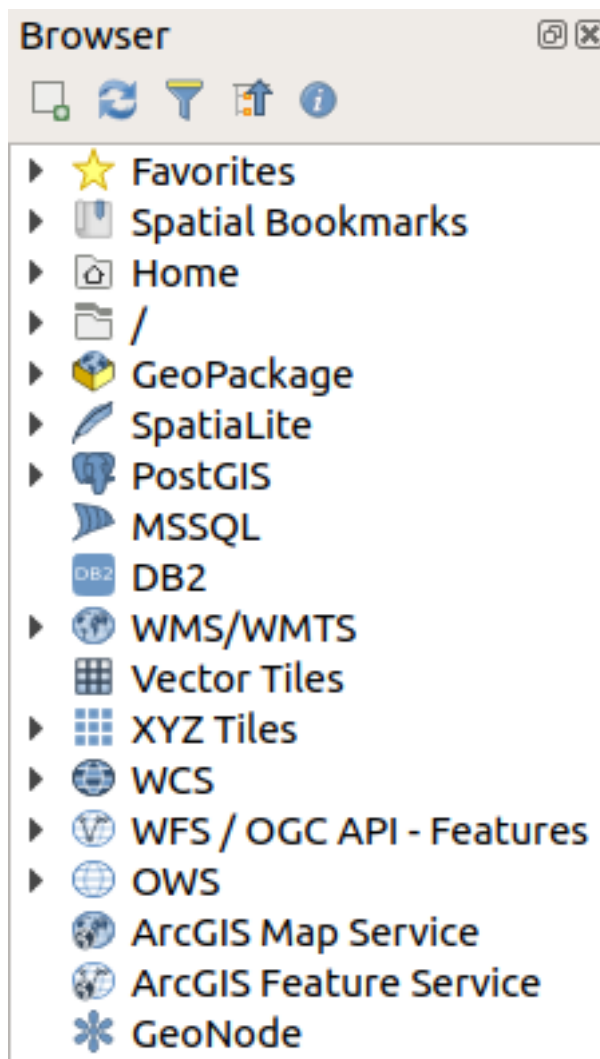 Browser
Favorites
Spatial Bookmarks
Home
/
GeoPackage
SpatiaLite
PostGIS
MSSQL
DB2 DB2
WMS/WMTS
Vector Tiles
XYZ Tiles
WCS
WFS / OGC API - Features
OWS
ArcGIS Map Service
ArcGIS Feature Service
GeoNode